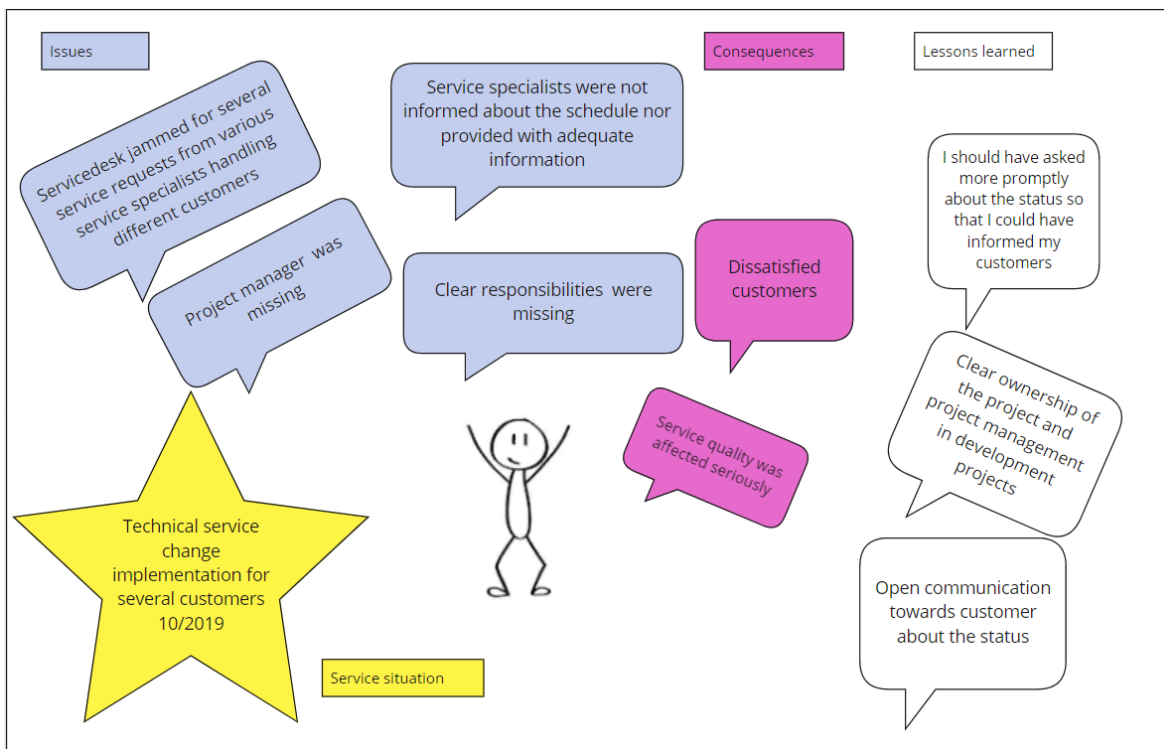 Issues
Consequences
Lessons learned
Servicedesk jammed for several
service requests from various
service specialists handling
different customers
Service specialists were not
informed about the schedule nor
provided with adequate
information
I should have asked
more promptly
about the status so
that I could have
informed my
customers
Project manager was
missing
Clear responsibilities were
missing
Dissatisfied
customers
Clear ownership of
the project and
project management
in development
projects
Service quality was
affected seriously
Technical service
change
implementation for
several customers
10/2019
Open communication
towards customer
about the status
Service situation